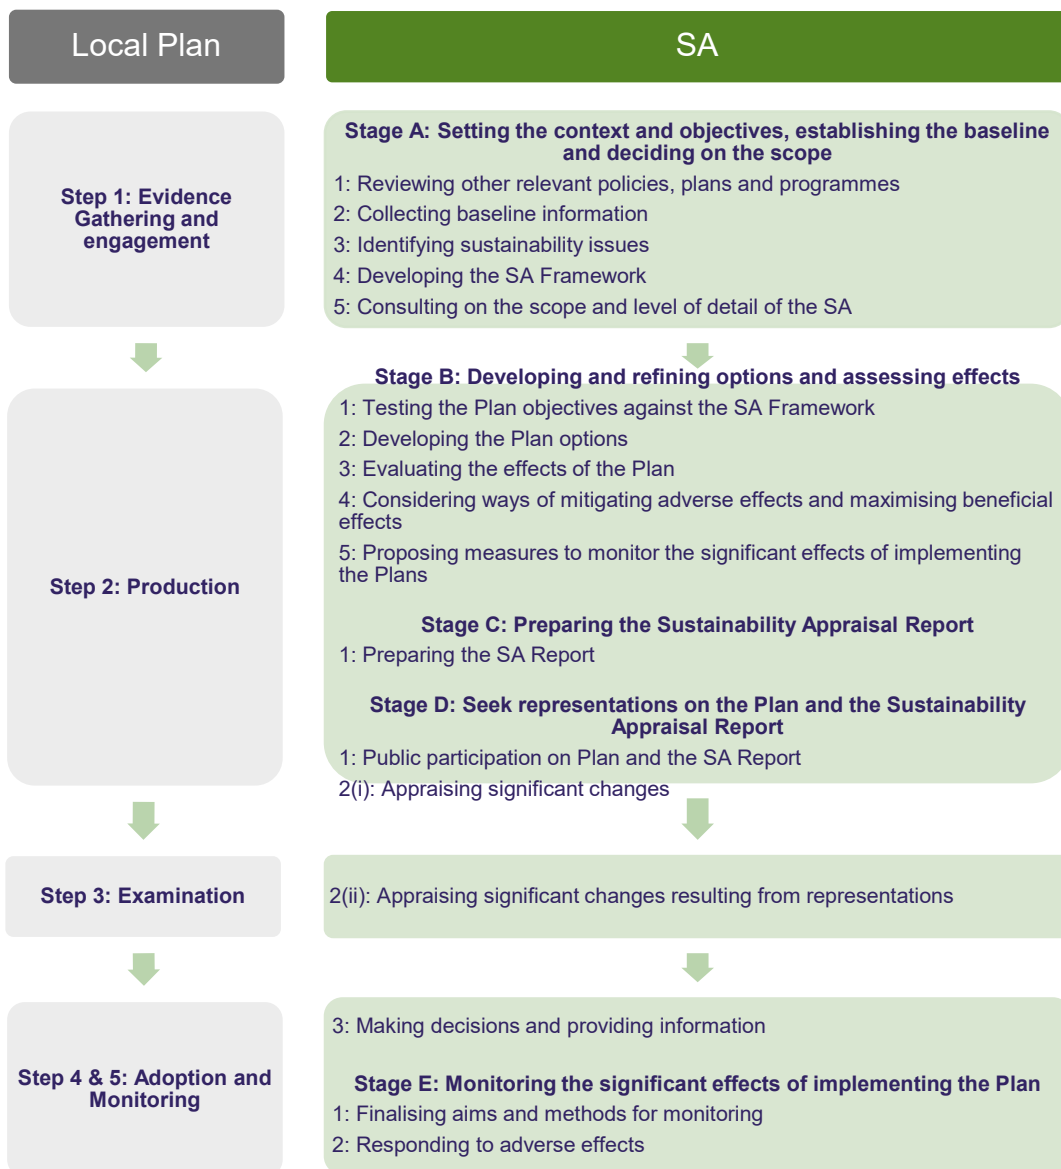 Local Plan
SA
Step 1: Evidence
Gathering and
engagement
Stage A: Setting the context and objectives, establishing the baseline
and deciding on the scope
1: Reviewing other relevant policies, plans and programmes
2: Collecting baseline information
3: Identifying sustainability issues
4: Developing the SA Framework
5: Consulting on the scope and level of detail of the SA
Step 2: Production
Stage B: Developing and refining options and assessing effects
1: Testing the Plan objectives against the SA Framework
2: Developing the Plan options
3: Evaluating the effects of the Plan
4: Considering ways of mitigating adverse effects and maximising beneficial
effects
5: Proposing measures to monitor the significant effects of implementing
the Plans
Stage C: Preparing the Sustainability Appraisal Report
1: Preparing the SA Report
Stage D: Seek representations on the Plan and the Sustainability
Appraisal Report
1: Public participation on Plan and the SA Report
2(i): Appraising significant changes
Step 3: Examination
2(ii): Appraising significant changes resulting from representations
Step 4 & 5: Adoption and
Monitoring
3: Making decisions and providing information
Stage E: Monitoring the significant effects of implementing the Plan
1: Finalising aims and methods for monitoring
2: Responding to adverse effects